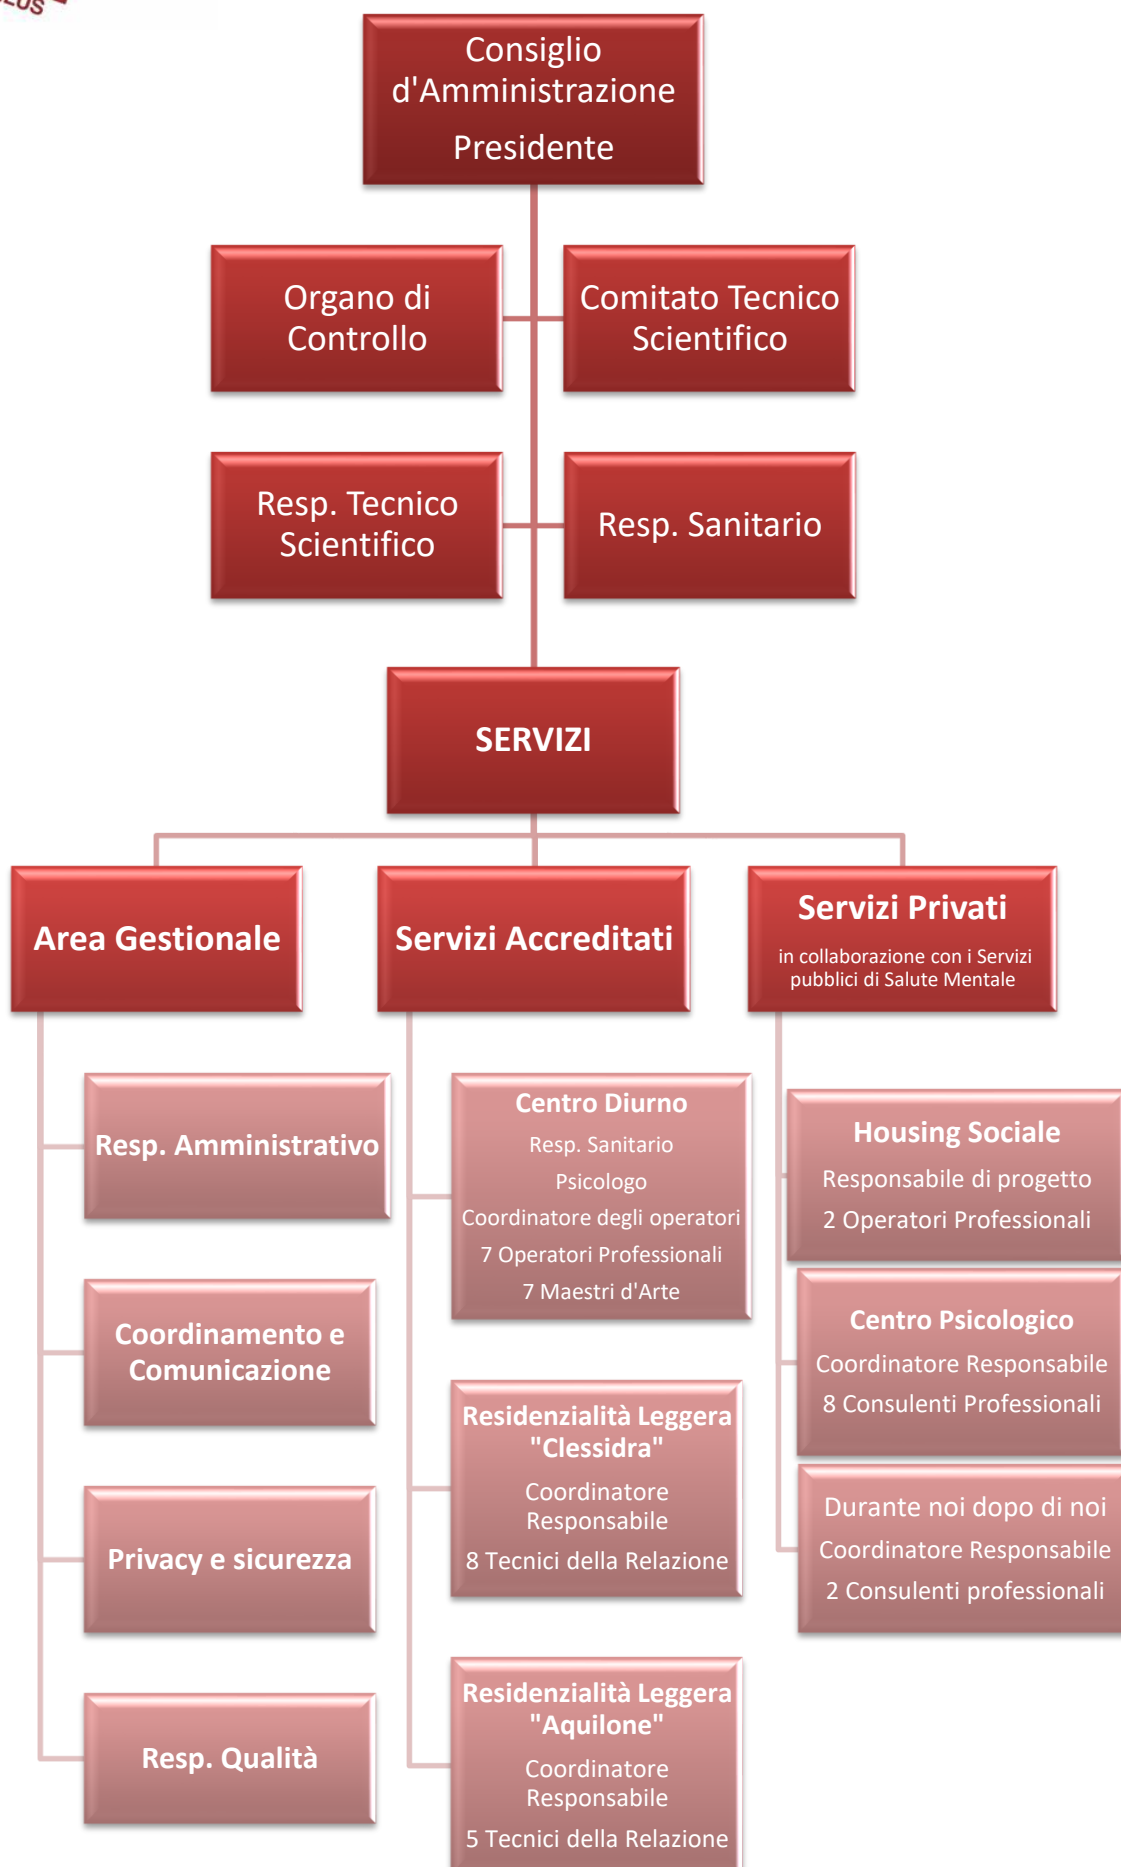 Consiglio
d'Amministrazione
Presidente
Organo di
Controllo
Comitato Tecnico
Scientifico
Resp. Tecnico
Scientifico
Resp. Sanitario
SERVIZI
Area Gestionale
Servizi Accreditati
Servizi Privati
in collaborazione con i Servizi
pubblici di Salute Mentale
Resp. Amministrativo
Coordinamento e
Comunicazione
Privacy e sicurezza
Resp. Qualità
Centro Diurno
Resp. Sanitario
Psicologo
Coordinatore degli operatori
7 Operatori Professionali
7 Maestri d'Arte
Residenzialità Leggera
"Clessidra"
Coordinatore
Responsabile
8 Tecnici della Relazione
Residenzialità Leggera
"Aquilone"
Coordinatore
Responsabile
5 Tecnici della Relazione
Housing Sociale
Responsabile di progetto
2 Operatori Professionali
Centro Psicologico
Coordinatore Responsabile
8 Consulenti Professionali
Durante noi dopo di noi
Coordinatore Responsabile
2 Consulenti professionali